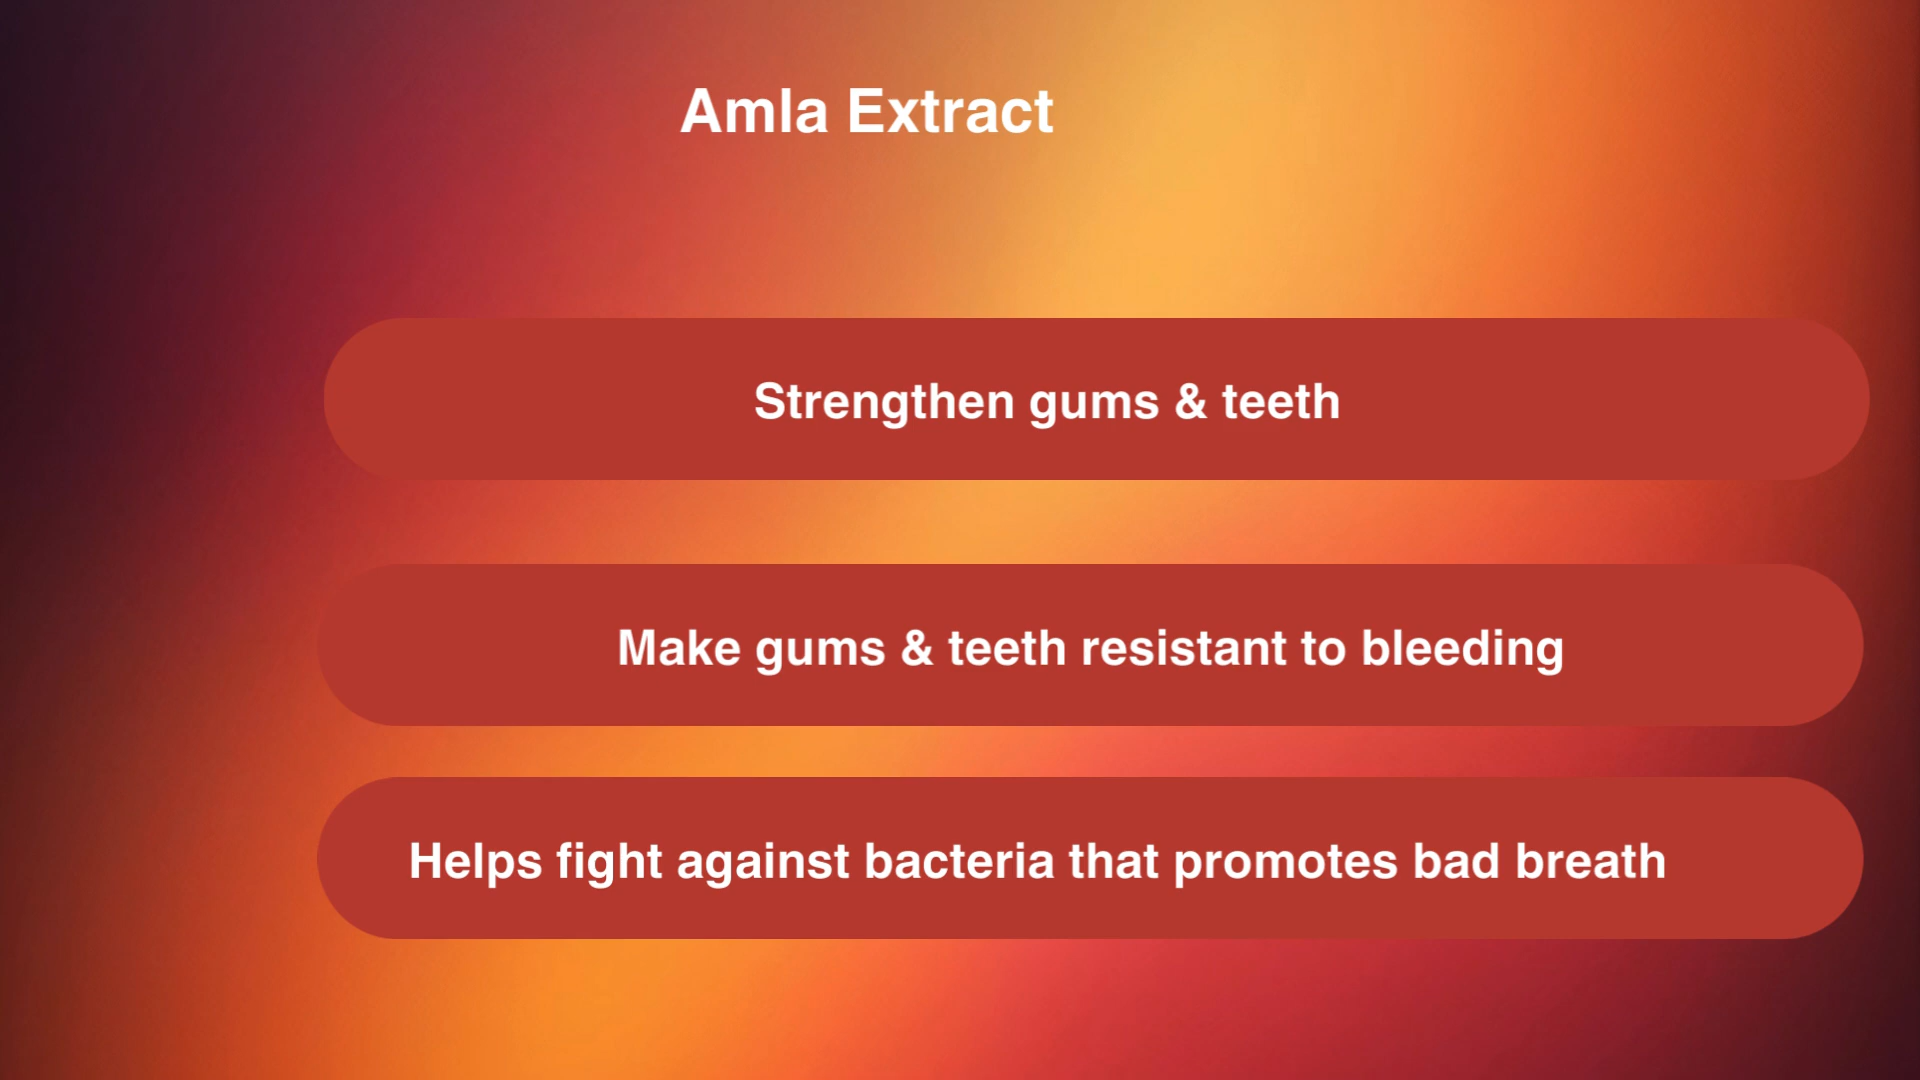 Amla Extract
Strengthen gums & teeth
Make gums & teeth resistant to bleeding
Helps fight against bacteria that promotes bad breath